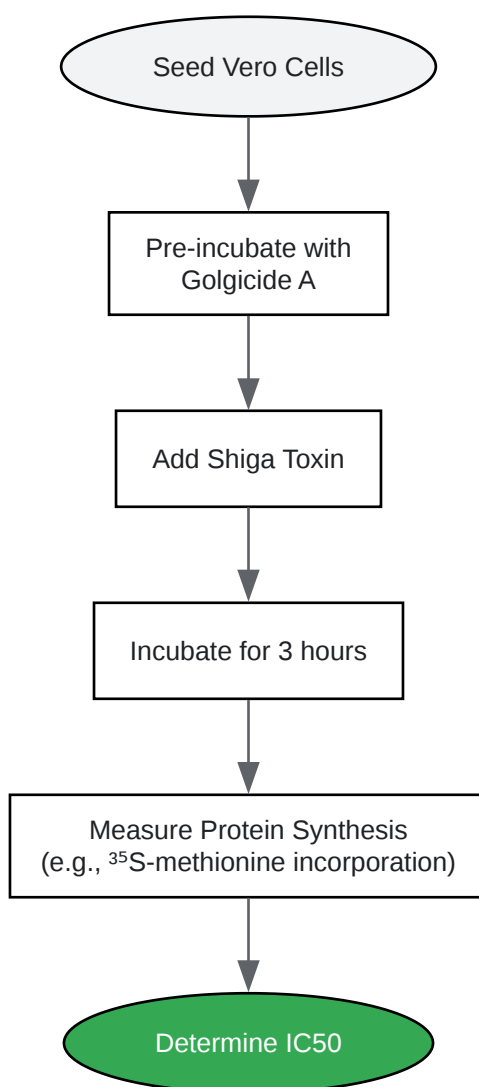 Seed Vero Cells
Pre-incubate with
Golgicide A
Add Shiga Toxin
Incubate for 3 hours
Measure Protein Synthesis
(e.g., ³⁵S-methionine incorporation)
Determine IC50